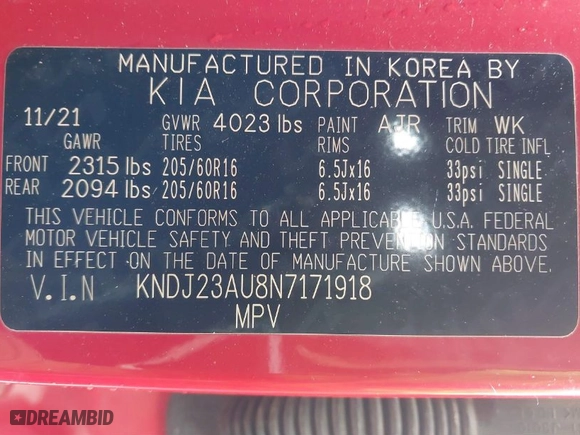 MANUFACTURED IN KOREA BY
KIA CORPORATION
11/21 GVWR 4023 lbs PAINT AJR TRIM WK
GAWR TIRES RIMS COLD TIRE INFL
FRONT 2315 lbs 205/60R16 6.5Jx16 33psi SINGLE
REAR 2094 lbs 205/60R16 6.5Jx16 33psi SINGLE
THIS VEHICLE CONFORMS TO ALL APPLICABLE U.S.A. FEDERAL
MOTOR VEHICLE SAFETY AND THEFT PREVENTION STANDARDS
IN EFFECT ON THE DATE OF MANUFACTURE SHOWN ABOVE.
V.I.N KNDJ23AU8N7171918
MPV
DREAMBID